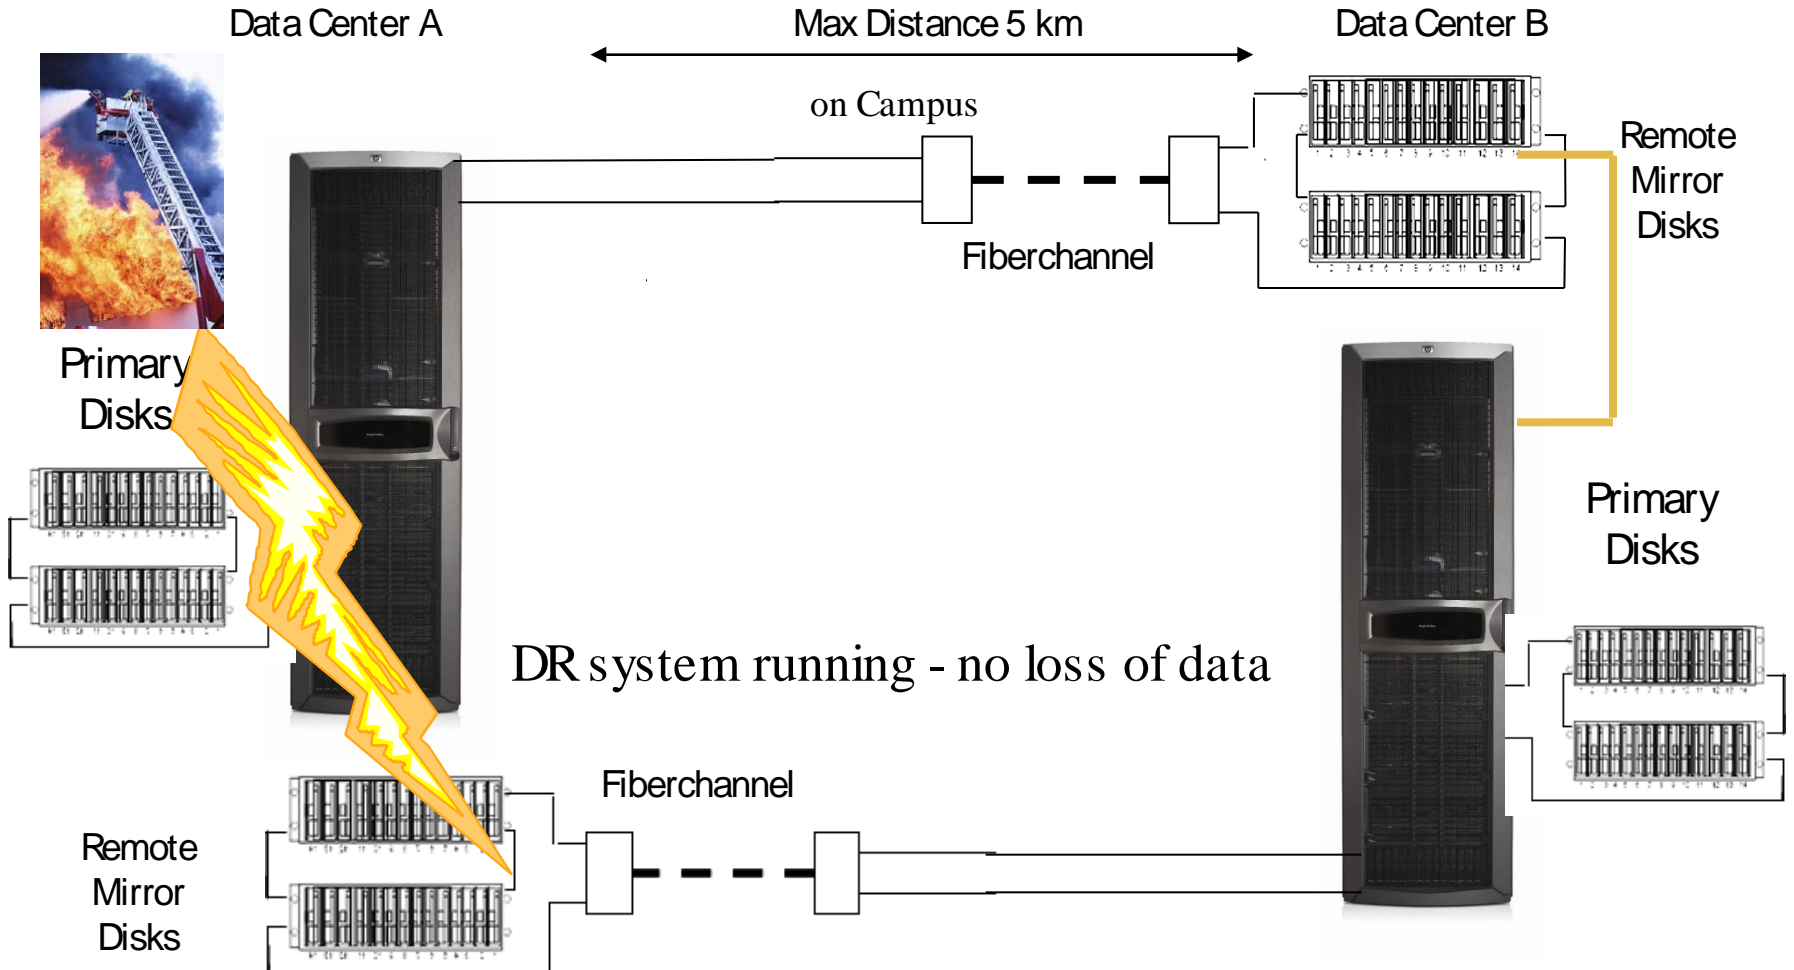 Data Center A
Max Distance 5 km
Data Center B
on Campus
Remote
Mirror
Disks
Fiberchannel
Primary
Disks
Primary
Disks
DR system running - no loss of data
Fiberchannel
Remote
Mirror
Disks